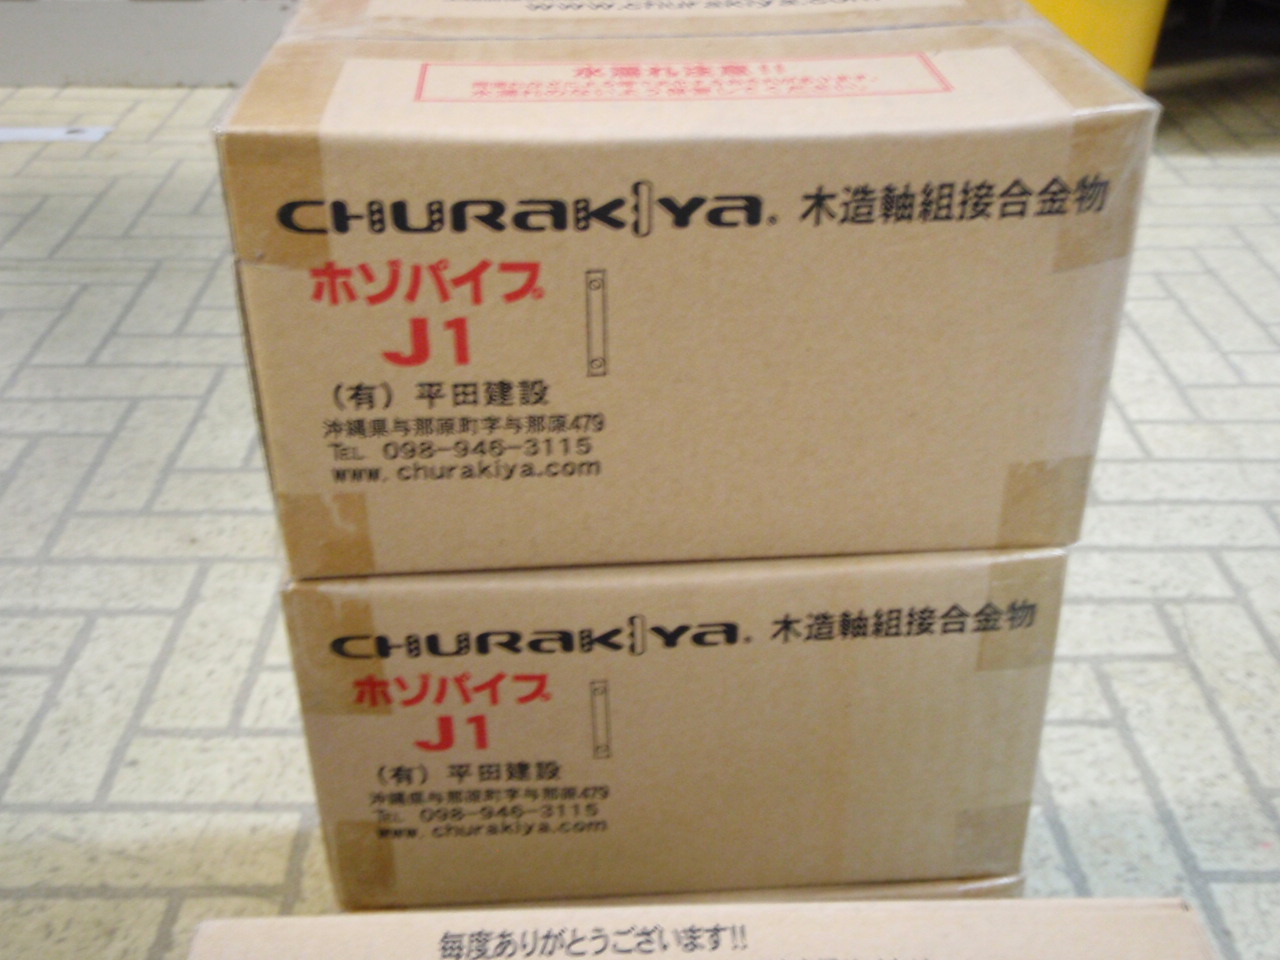 水濡れ注意!!
CHURAKIYA® 木造軸組接合金物
ホゾパイプ®
J1
(有)平田建設
沖縄県与那原町字与那原479
TEL 098-946-3115
www.churakiya.com
CHURAKIYA® 木造軸組接合金物
ホゾパイプ®
J1
(有)平田建設
沖縄県与那原町字与那原479
TEL 098-946-3115
www.churakiya.com
毎度ありがとうございます!!